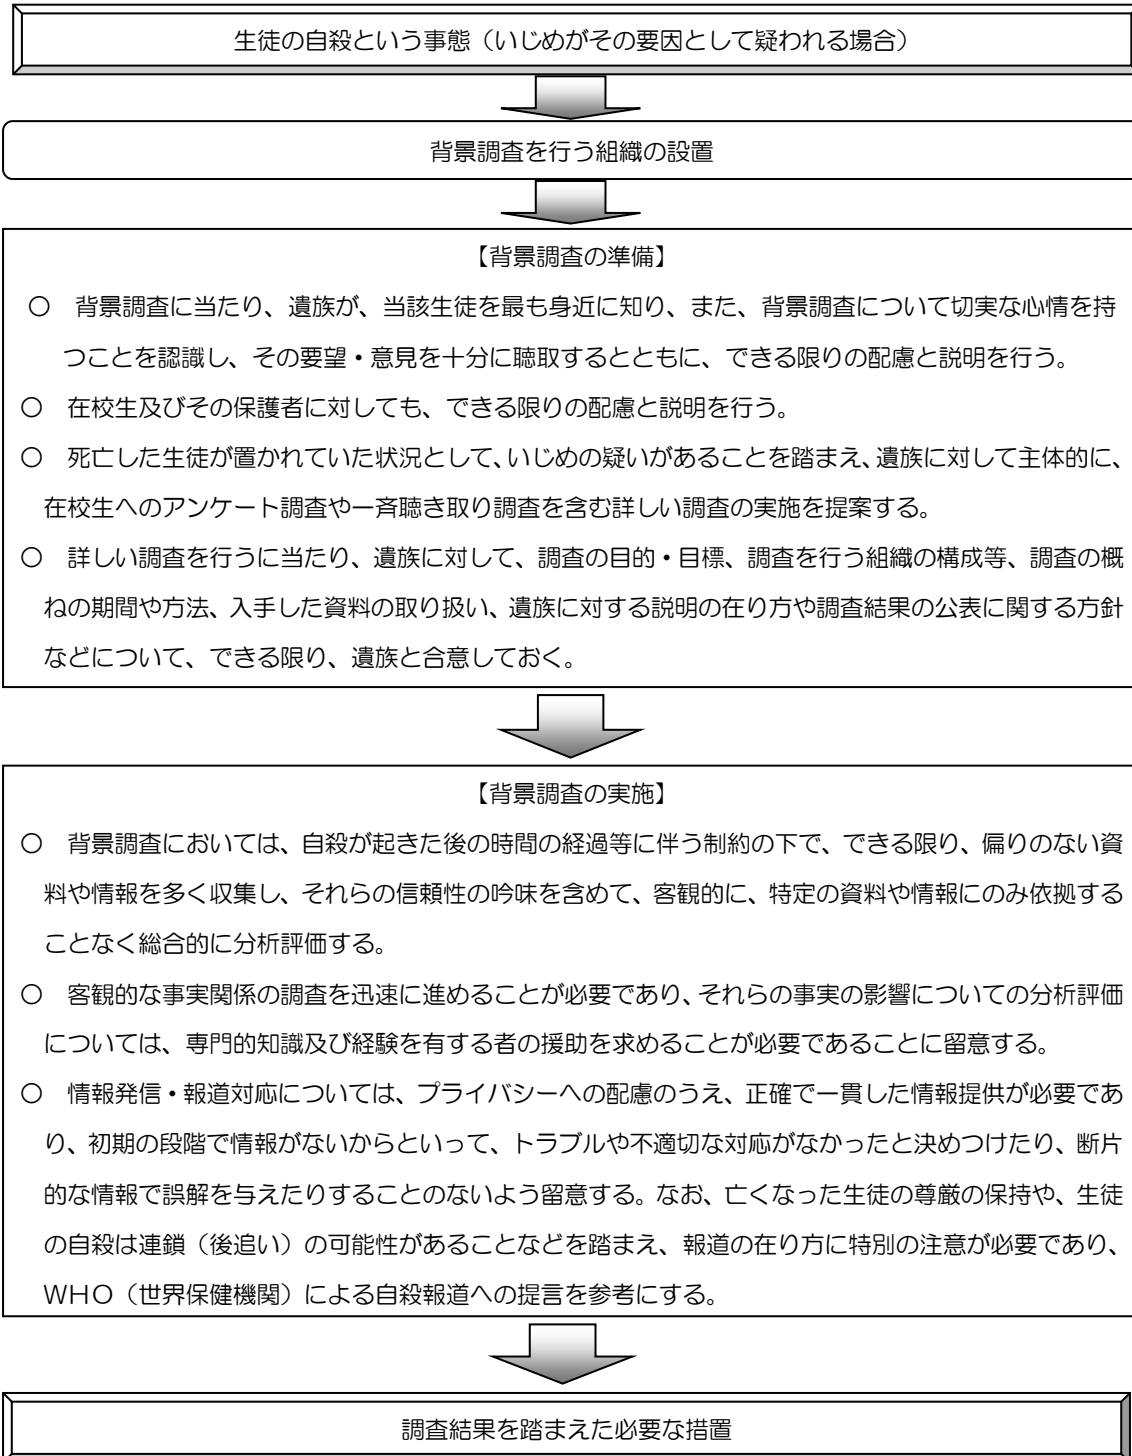 生徒の自殺という事態（いじめがその要因として疑われる場合）
背景調査を行う組織の設置
【背景調査の準備】
○　背景調査に当たり、遺族が、当該生徒を最も身近に知り、また、背景調査について切実な心情を持
つことを認識し、その要望・意見を十分に聴取するとともに、できる限りの配慮と説明を行う。
○　在校生及びその保護者に対しても、できる限りの配慮と説明を行う。
○　死亡した生徒が置かれていた状況として、いじめの疑いがあることを踏まえ、遺族に対して主体的に、
在校生へのアンケート調査や一斉聴き取り調査を含む詳しい調査の実施を提案する。
○　詳しい調査を行うに当たり、遺族に対して、調査の目的・目標、調査を行う組織の構成等、調査の概
ねの期間や方法、入手した資料の取り扱い、遺族に対する説明の在り方や調査結果の公表に関する方針
などについて、できる限り、遺族と合意しておく。
【背景調査の実施】
○　背景調査においては、自殺が起きた後の時間の経過等に伴う制約の下で、できる限り、偏りのない資
料や情報を多く収集し、それらの信頼性の吟味を含めて、客観的に、特定の資料や情報にのみ依拠する
ことなく総合的に分析評価する。
○　客観的な事実関係の調査を迅速に進めることが必要であり、それらの事実の影響についての分析評価
については、専門的知識及び経験を有する者の援助を求めることが必要であることに留意する。
○　情報発信・報道対応については、プライバシーへの配慮のうえ、正確で一貫した情報提供が必要であ
り、初期の段階で情報がないからといって、トラブルや不適切な対応がなかったと決めつけたり、断片
的な情報で誤解を与えたりすることのないよう留意する。なお、亡くなった生徒の尊厳の保持や、生徒
の自殺は連鎖（後追い）の可能性があることなどを踏まえ、報道の在り方に特別の注意が必要であり、
ＷＨＯ（世界保健機関）による自殺報道への提言を参考にする。
調査結果を踏まえた必要な措置